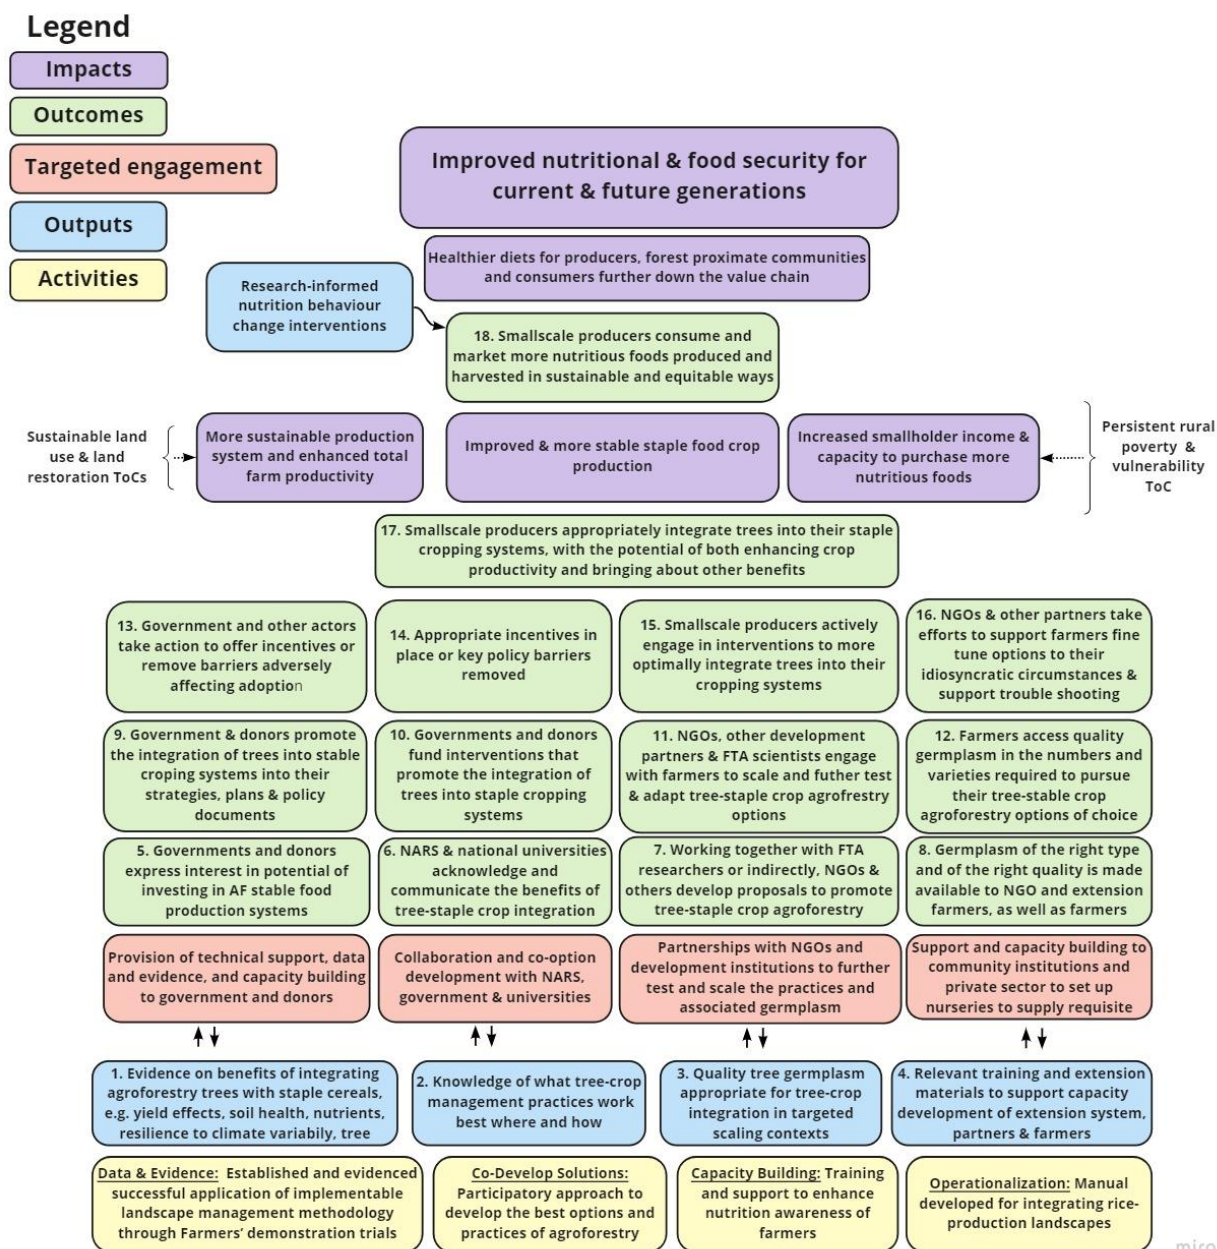 Legend
Impacts
Outcomes
Targeted engagement
Outputs
Activities
Improved nutritional & food security for
current & future generations
Healthier diets for producers, forest proximate communities
and consumers further down the value chain
Research-informed
nutrition behaviour
change interventions
18. Smallscale producers consume and
market more nutritious foods produced and
harvested in sustainable and equitable ways
Sustainable land
use & land
restoration ToCs
More sustainable production
system and enhanced total
farm productivity
Improved & more stable staple food crop
production
Increased smallholder income &
capacity to purchase more
nutritious foods
Persistent rural
poverty &
vulnerability
ToC
17. Smallscale producers appropriately integrate trees into their staple
cropping systems, with the potential of both enhancing crop
productivity and bringing about other benefits
13. Government and other actors
take action to offer incentives or
remove barriers adversely
affecting adoption
14. Appropriate incentives in
place or key policy barriers
removed
15. Smallscale producers actively
engage in interventions to more
optimally integrate trees into their
cropping systems
16. NGOs & other partners take
efforts to support farmers fine
tune options to their
idiosyncratic circumstances &
support trouble shooting
9. Government & donors promote
the integration of trees into stable
croping systems into their
strategies, plans & policy
documents
10. Governments and donors
fund interventions that
promote the integration of
trees into staple cropping
systems
11. NGOs, other development
partners & FTA scientists engage
with farmers to scale and futher test
& adapt tree-staple crop agrofrestry
options
12. Farmers access quality
germplasm in the numbers and
varieties required to pursue
their tree-stable crop
agroforestry options of choice
5. Governments and donors
express interest in potential of
investing in AF stable food
production systems
6. NARS & national universities
acknowledge and
communicate the benefits of
tree-staple crop integration
7. Working together with FTA
researchers or indirectly, NGOs &
others develop proposals to promote
tree-staple crop agroforestry
8. Germplasm of the right type
and of the right quality is made
available to NGO and extension
farmers, as well as farmers
Provision of technical support, data
and evidence, and capacity building
to government and donors
Collaboration and co-option
development with NARS,
government & universities
Partnerships with NGOs and
development institutions to further
test and scale the practices and
associated germplasm
Support and capacity building to
community institutions and
private sector to set up
nurseries to supply requisite
1. Evidence on benefits of integrating
agroforestry trees with staple cereals,
e.g. yield effects, soil health, nutrients,
resilience to climate variabily, tree
2. Knowledge of what tree-crop
management practices work
best where and how
3. Quality tree germplasm
appropriate for tree-crop
integration in targeted
scaling contexts
4. Relevant training and extension
materials to support capacity
development of extension system,
partners & farmers
Data & Evidence: Established and evidenced
successful application of implementable
landscape management methodology
through Farmers' demonstration trials
Co-Develop Solutions:
Participatory approach to
develop the best options and
practices of agroforestry
Capacity Building: Training
and support to enhance
nutrition awareness of
farmers
Operationalization: Manual
developed for integrating rice-
production landscapes
miro